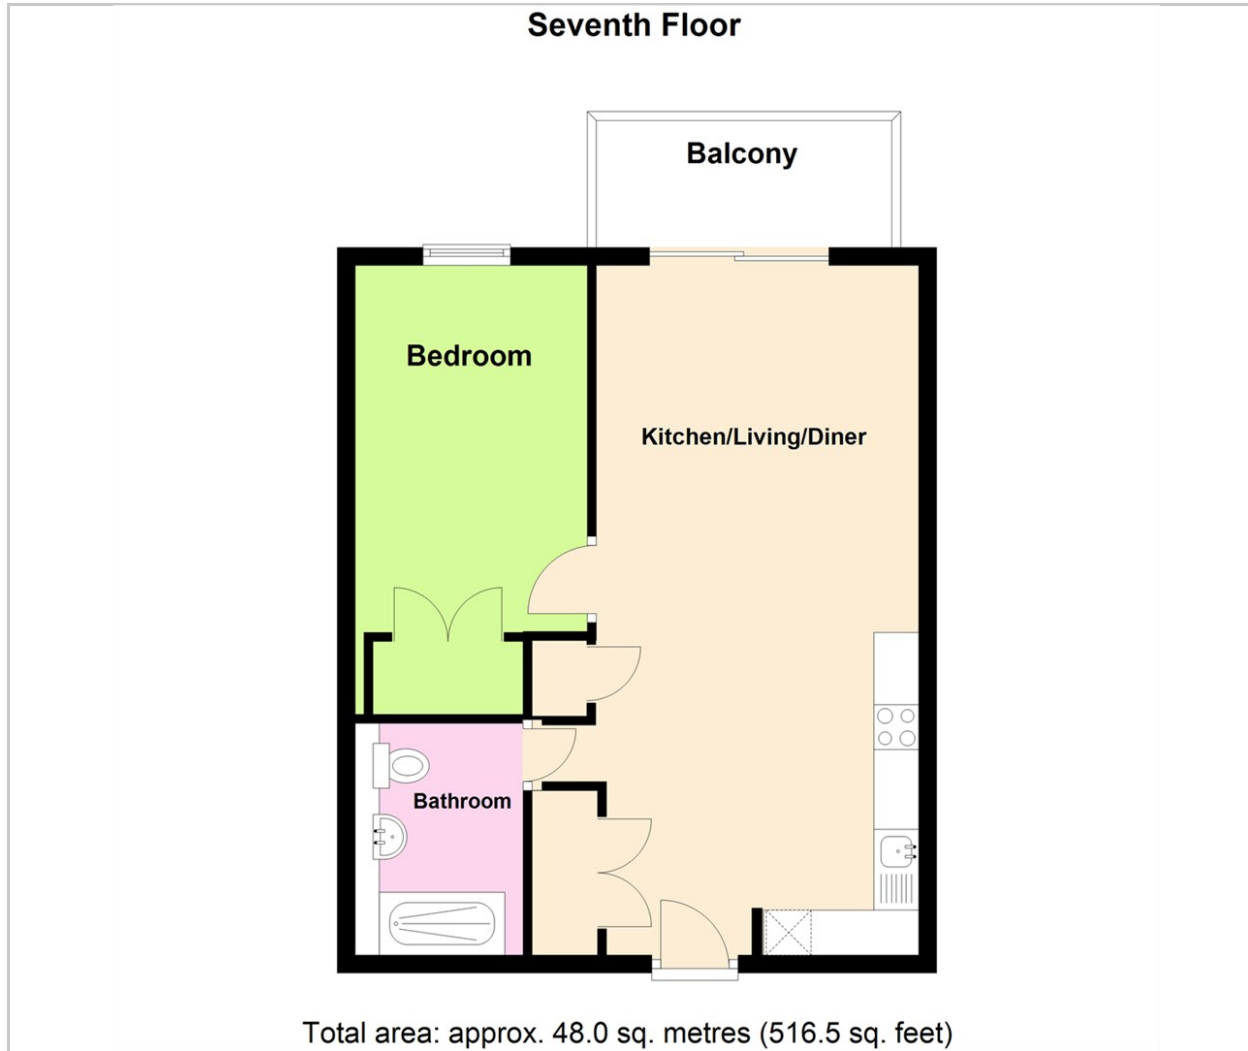 Seventh Floor
Balcony
Bedroom
Kitchen/Living/Diner
Bathroom
Total area: approx. 48.0 sq. metres (516.5 sq. feet)